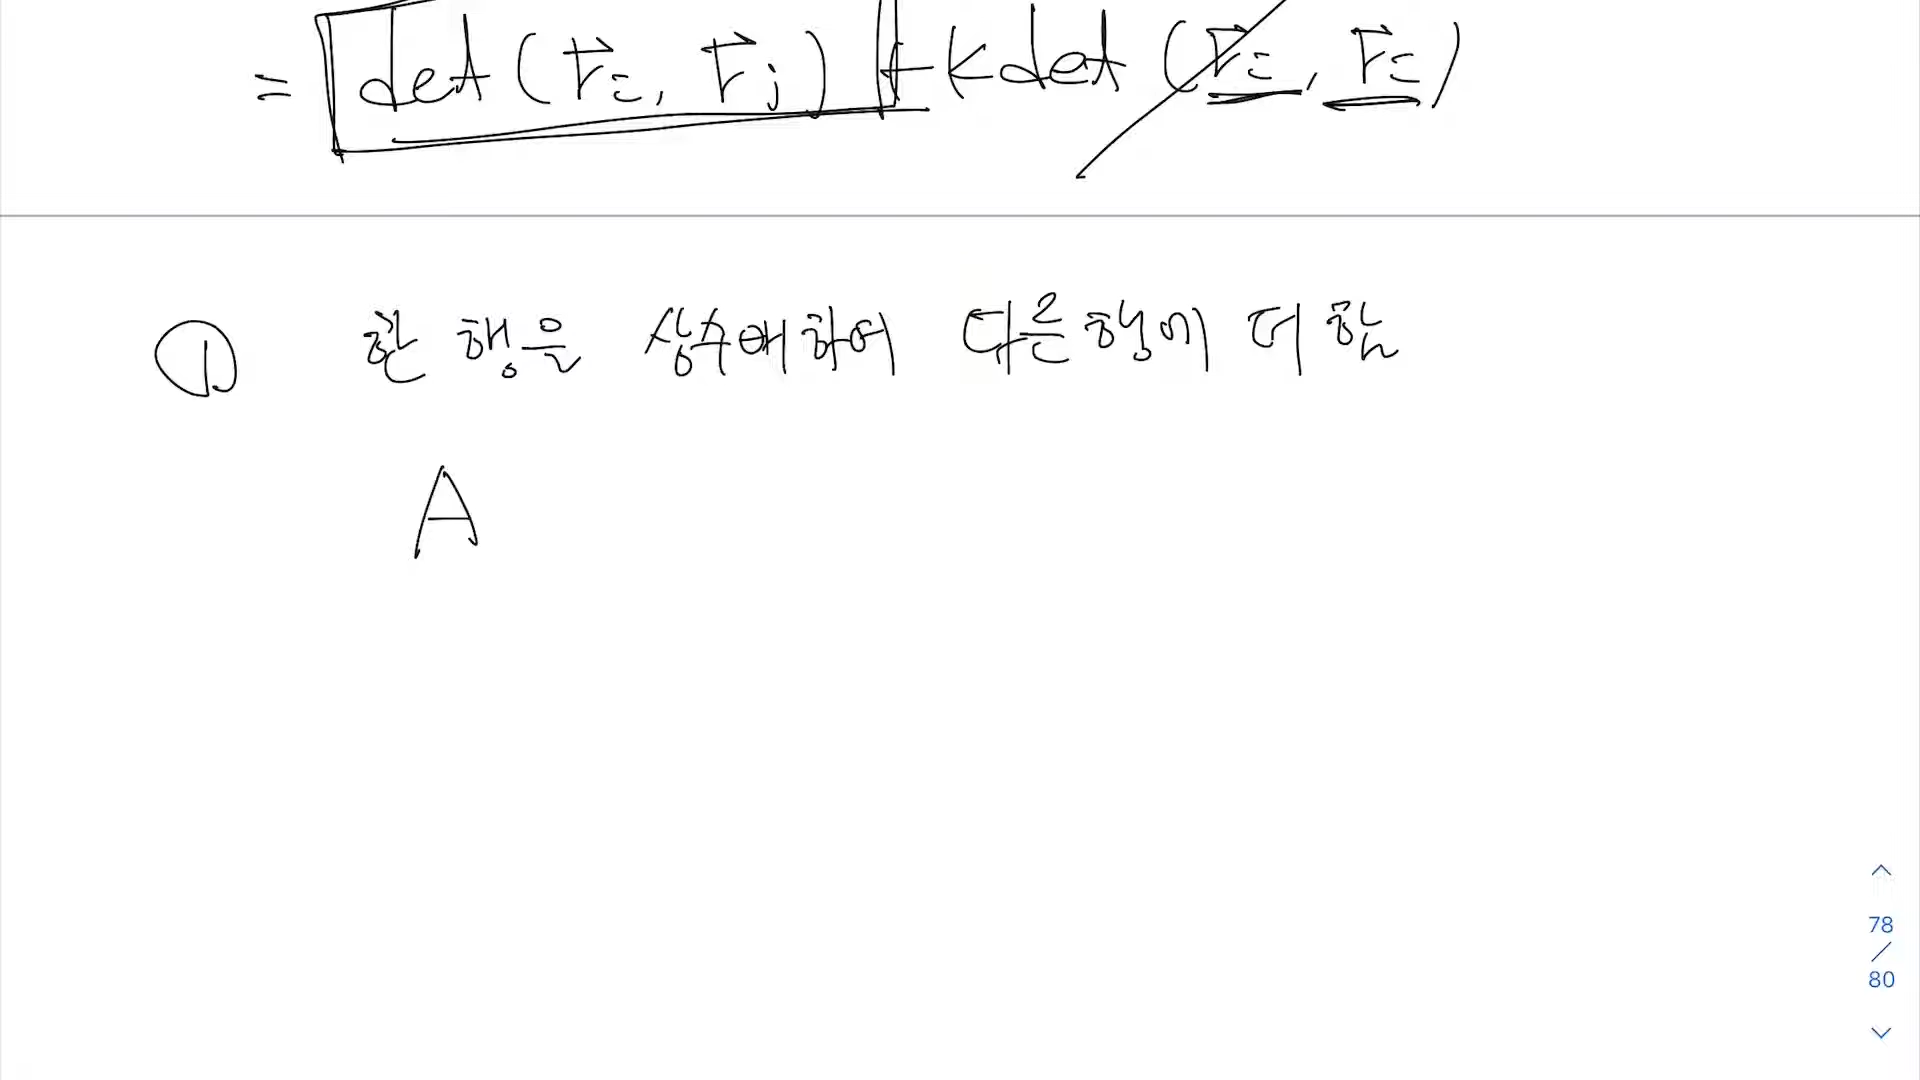 = det(r⃗i, r⃗j) + k det(r⃗i, r⃗i)
① 한 행을 상수배하여 다른행에 더함
A
78
/
80